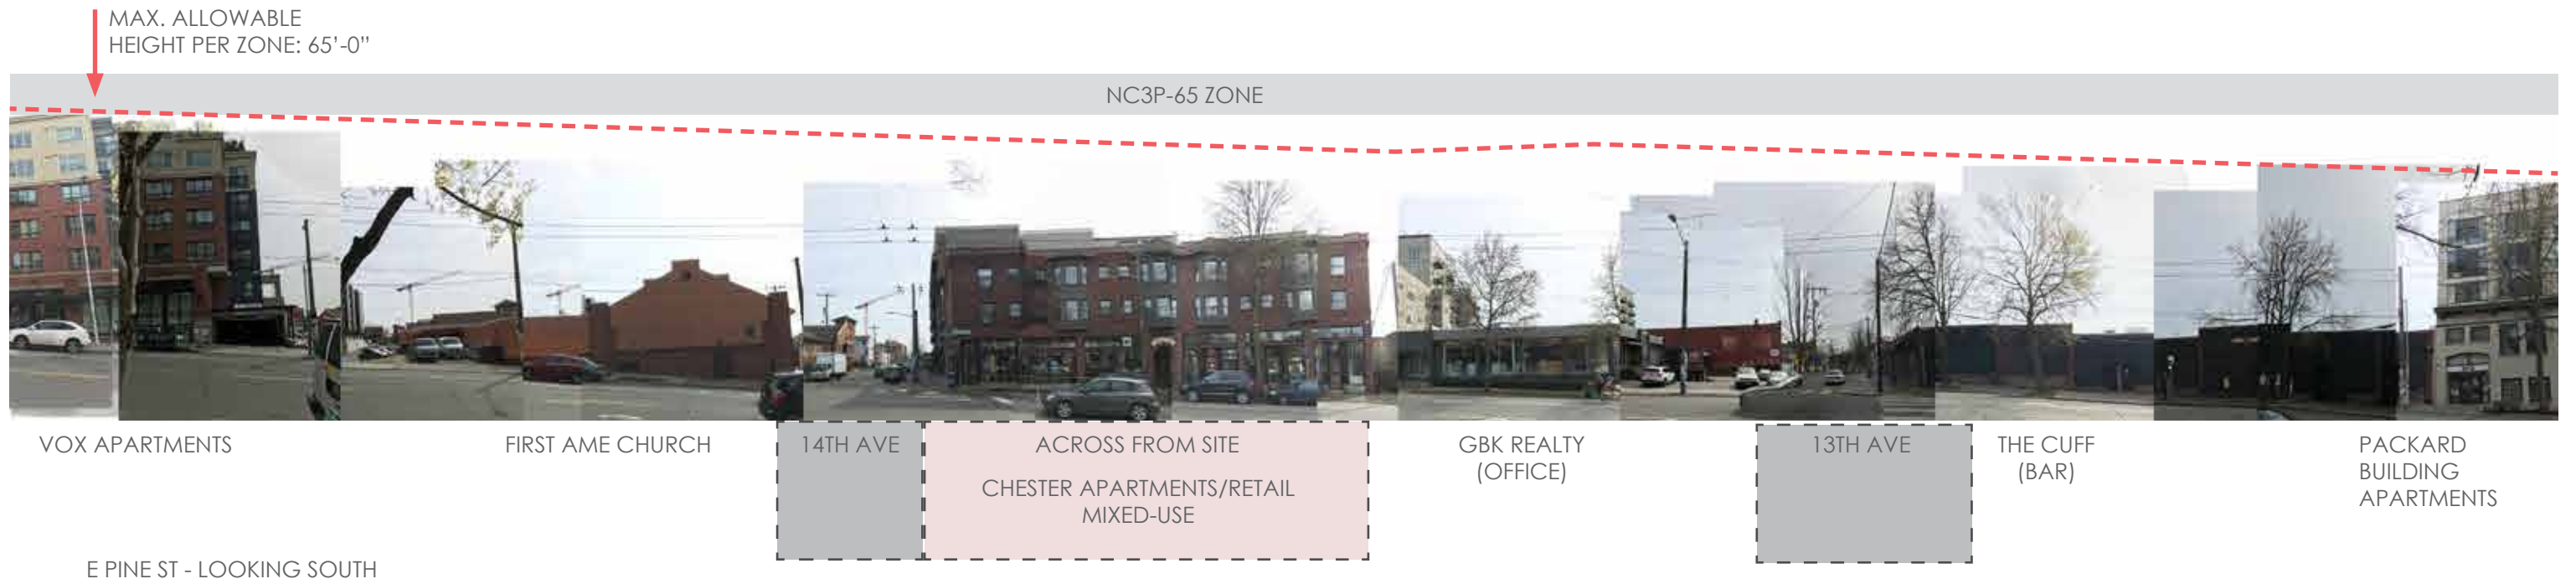 MAX. ALLOWABLE
HEIGHT PER ZONE: 65'-0”
NC3P-65 ZONE
VOX APARTMENTS
FIRST AME CHURCH
14TH AVE
ACROSS FROM SITE
CHESTER APARTMENTS/RETAIL
MIXED-USE
GBK REALTY
(OFFICE)
13TH AVE
THE CUFF
(BAR)
PACKARD
BUILDING
APARTMENTS
E PINE ST - LOOKING SOUTH